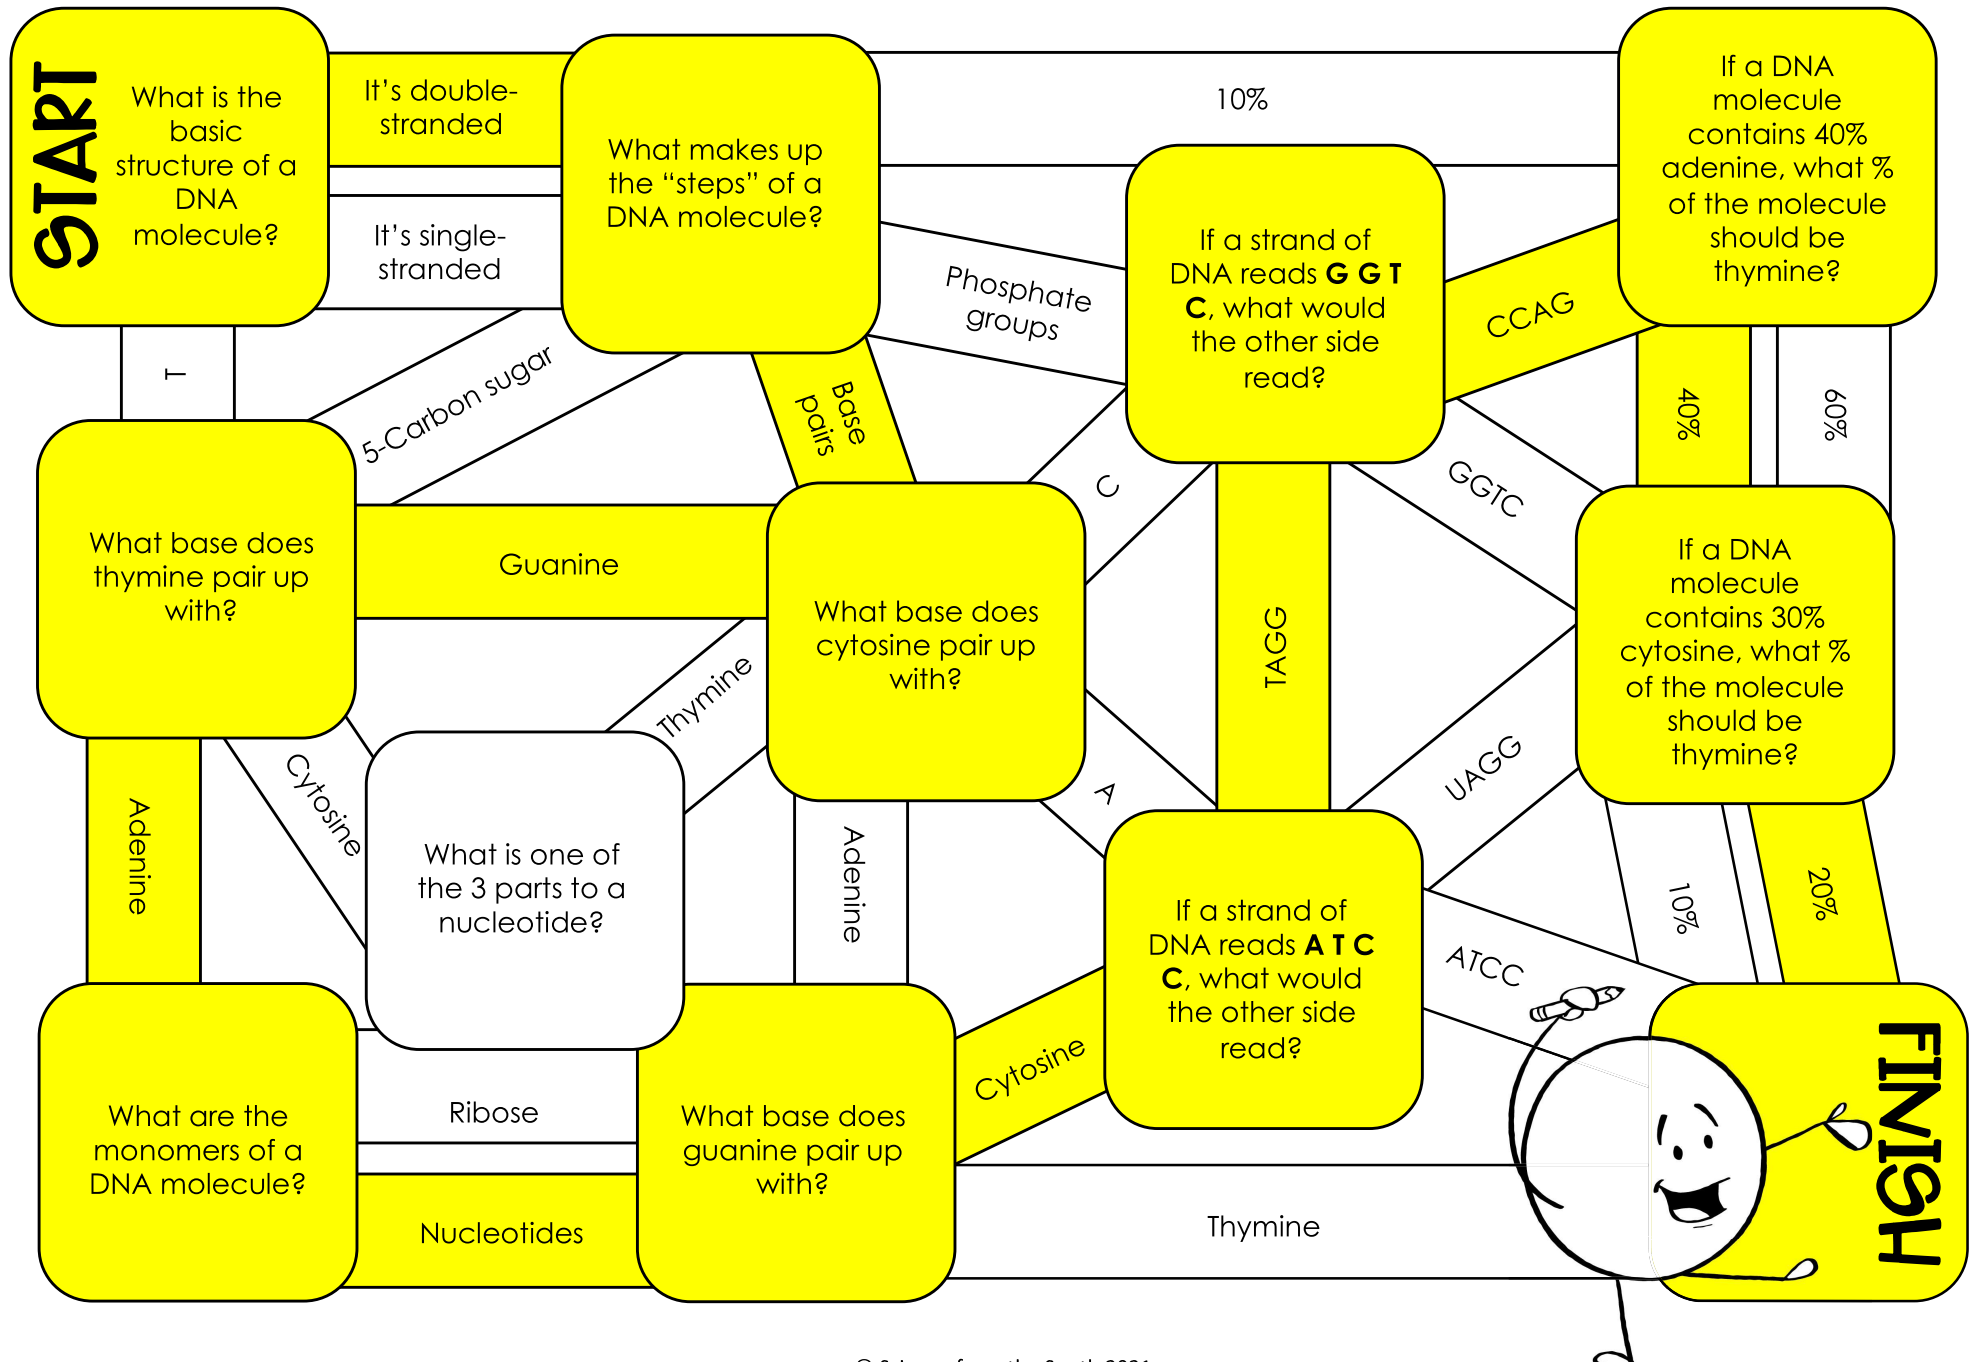 START
What is the
basic
structure of a
DNA
molecule?
It's double-
stranded
It's single-
stranded
What makes up
the “steps” of a
DNA molecule?
10%
If a DNA
molecule
contains 40%
adenine, what %
of the molecule
should be
thymine?
Phosphate
groups
If a strand of
DNA reads G G T
C, what would
the other side
read?
CCAG
T
5-Carbon sugar
Base
pairs
C
GGTC
40%
60%
What base does
thymine pair up
with?
Guanine
What base does
cytosine pair up
with?
TAGG
If a DNA
molecule
contains 30%
cytosine, what %
of the molecule
should be
thymine?
Thymine
A
UAGG
Adenine
Cytosine
What is one of
the 3 parts to a
nucleotide?
Adenine
If a strand of
DNA reads A T C
C, what would
the other side
read?
ATCC
10%
20%
What are the
monomers of a
DNA molecule?
Ribose
Nucleotides
What base does
guanine pair up
with?
Cytosine
Thymine
FINISH